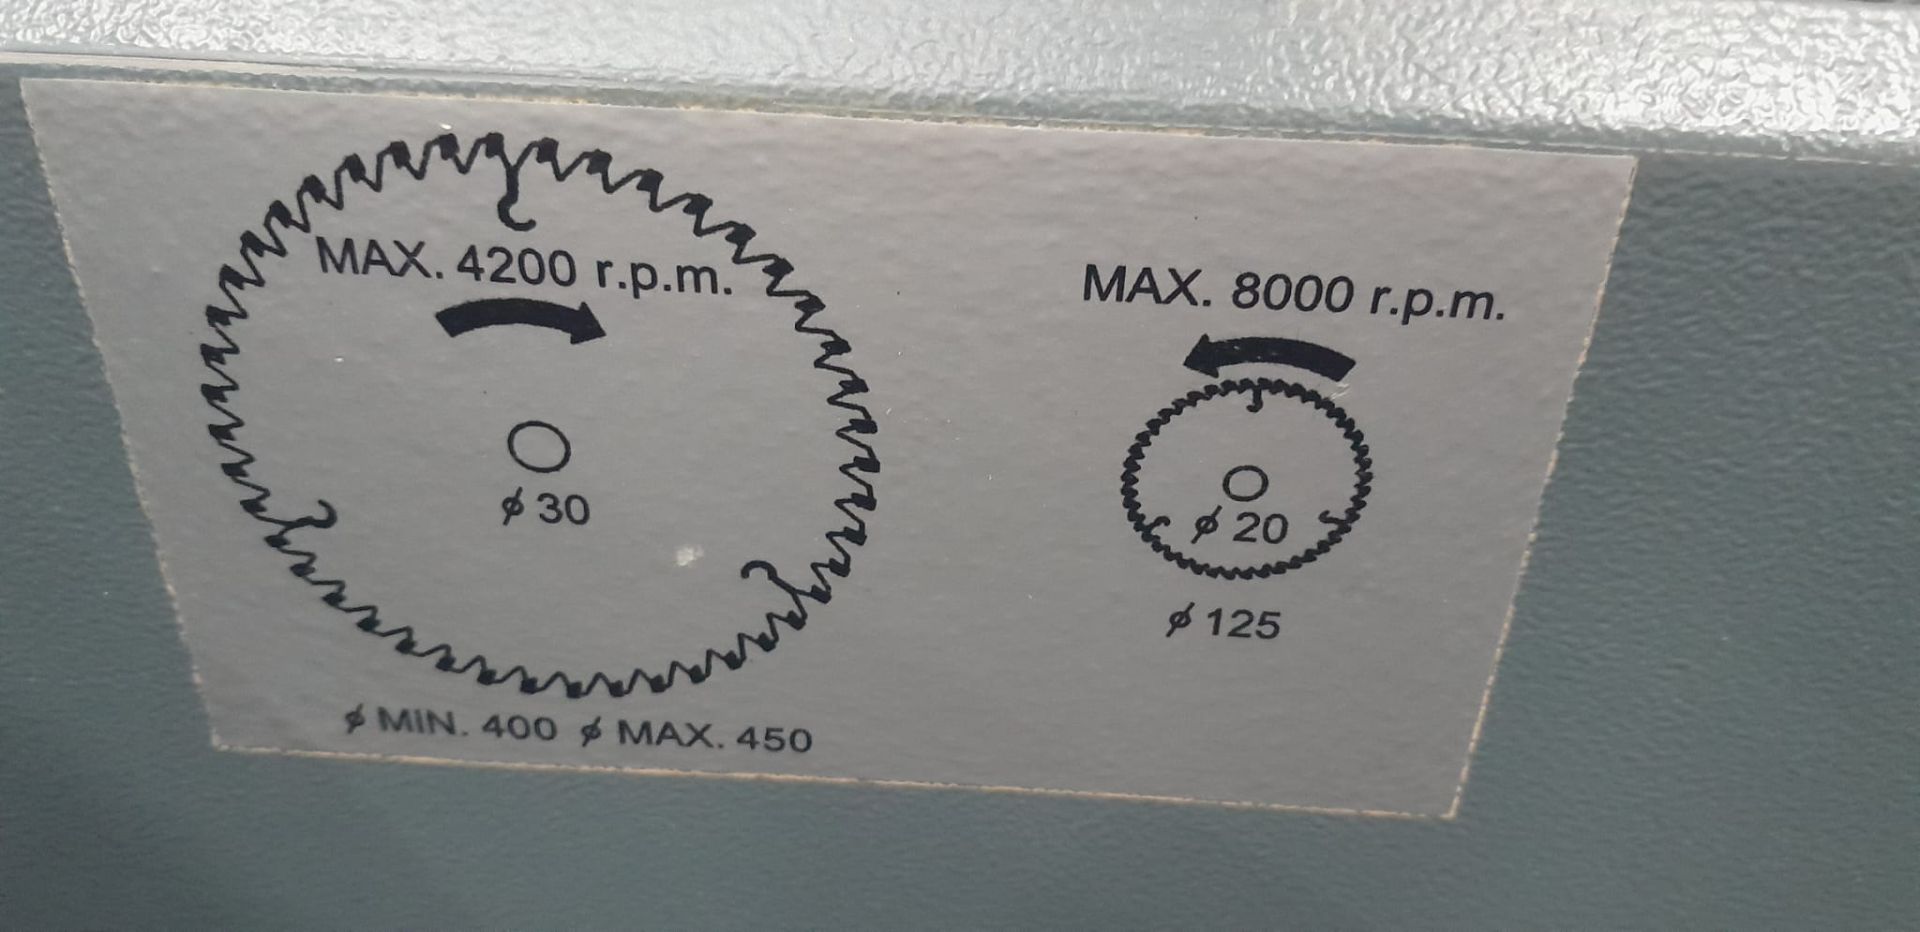 MAX. 4200 r.p.m.
ϕ 30
ϕ MIN. 400 ϕ MAX. 450
MAX. 8000 r.p.m.
ϕ 20
ϕ 125